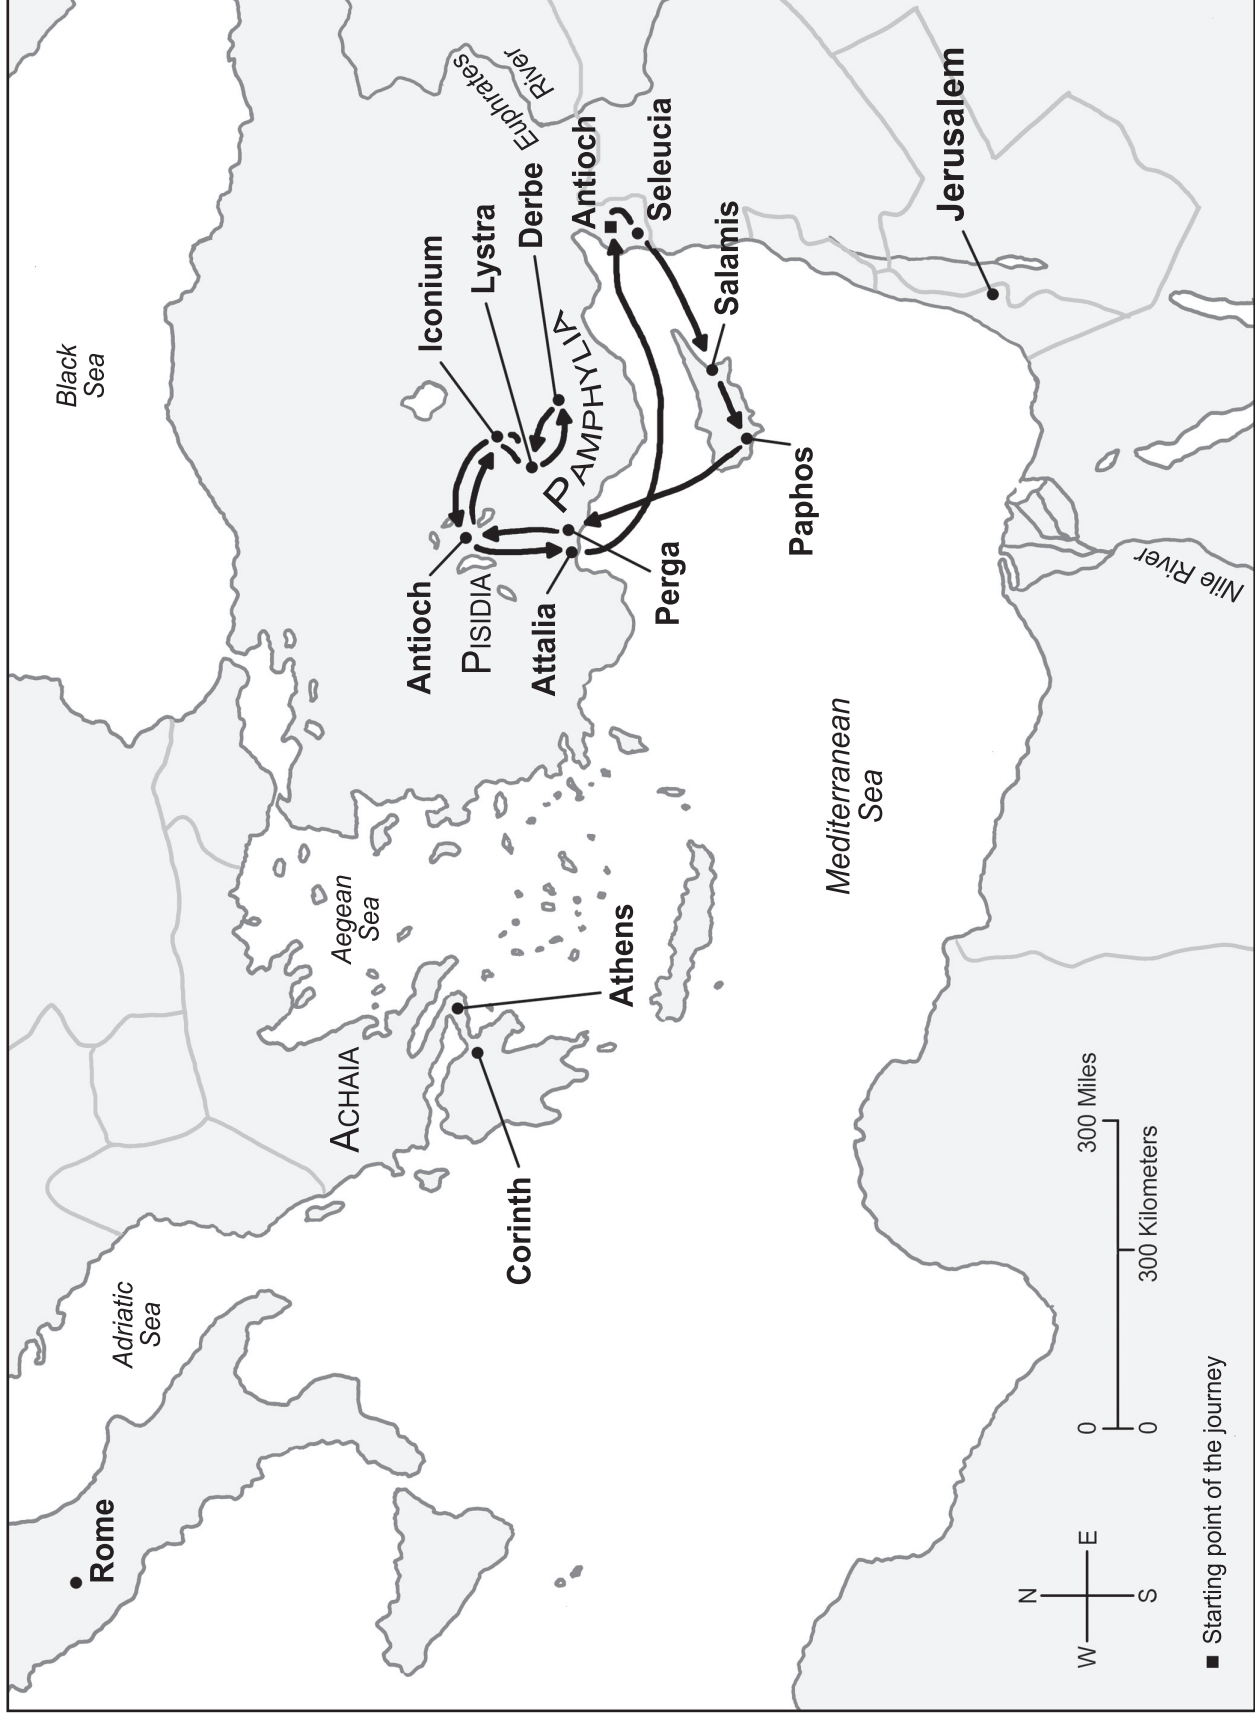 Black
Sea
Adriatic
Sea
Rome
Aegean
Sea
ACHAIA
Athens
Corinth
Antioch
PISIDIA
Attalia
Perga
Iconium
Lystra
Derbe
PAMPHYLIA
Euphrates
River
Antioch
Seleucia
Salamis
Paphos
Jerusalem
Mediterranean
Sea
Nile River
N
W
E
S
0
300 Miles
0
300 Kilometers
■ Starting point of the journey